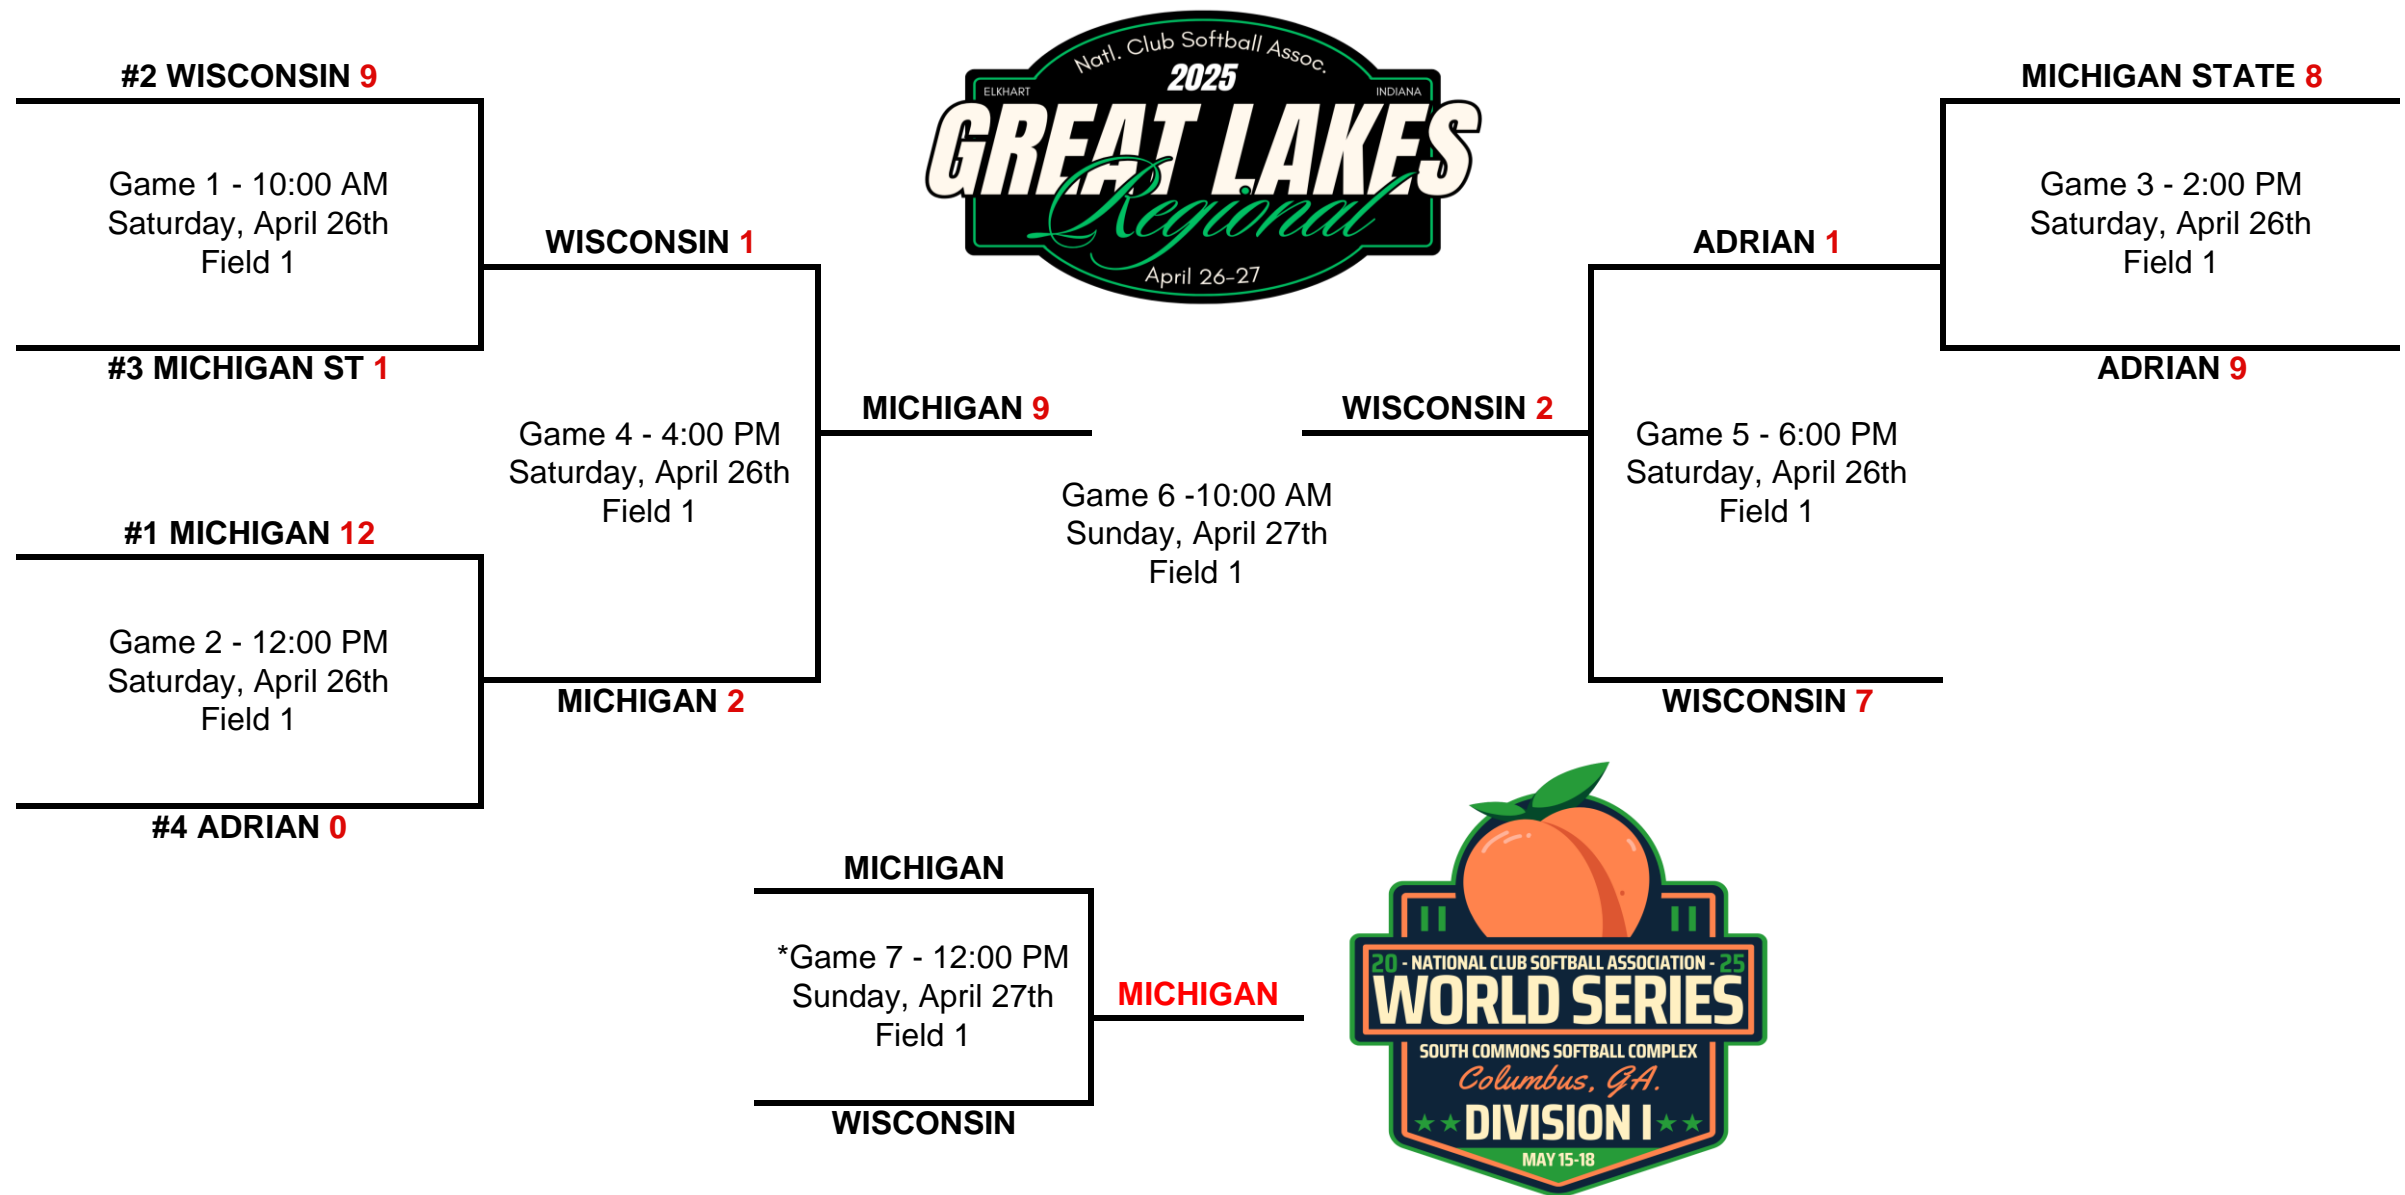 #2 WISCONSIN 9
Game 1 - 10:00 AM
Saturday, April 26th
Field 1
#3 MICHIGAN ST 1
WISCONSIN 1
Game 4 - 4:00 PM
Saturday, April 26th
Field 1
MICHIGAN 2
#1 MICHIGAN 12
Game 2 - 12:00 PM
Saturday, April 26th
Field 1
#4 ADRIAN 0
MICHIGAN 9
Natl. Club Softball Assoc.
2025
ELKHART
INDIANA
GREAT LAKES
Regional
April 26-27
Game 6 -10:00 AM
Sunday, April 27th
Field 1
WISCONSIN 2
ADRIAN 1
Game 5 - 6:00 PM
Saturday, April 26th
Field 1
WISCONSIN 7
MICHIGAN STATE 8
Game 3 - 2:00 PM
Saturday, April 26th
Field 1
ADRIAN 9
MICHIGAN
*Game 7 - 12:00 PM
Sunday, April 27th
Field 1
WISCONSIN
MICHIGAN
20 - NATIONAL CLUB SOFTBALL ASSOCIATION - 25
WORLD SERIES
SOUTH COMMONS SOFTBALL COMPLEX
Columbus, GA.
DIVISION I
MAY 15-18